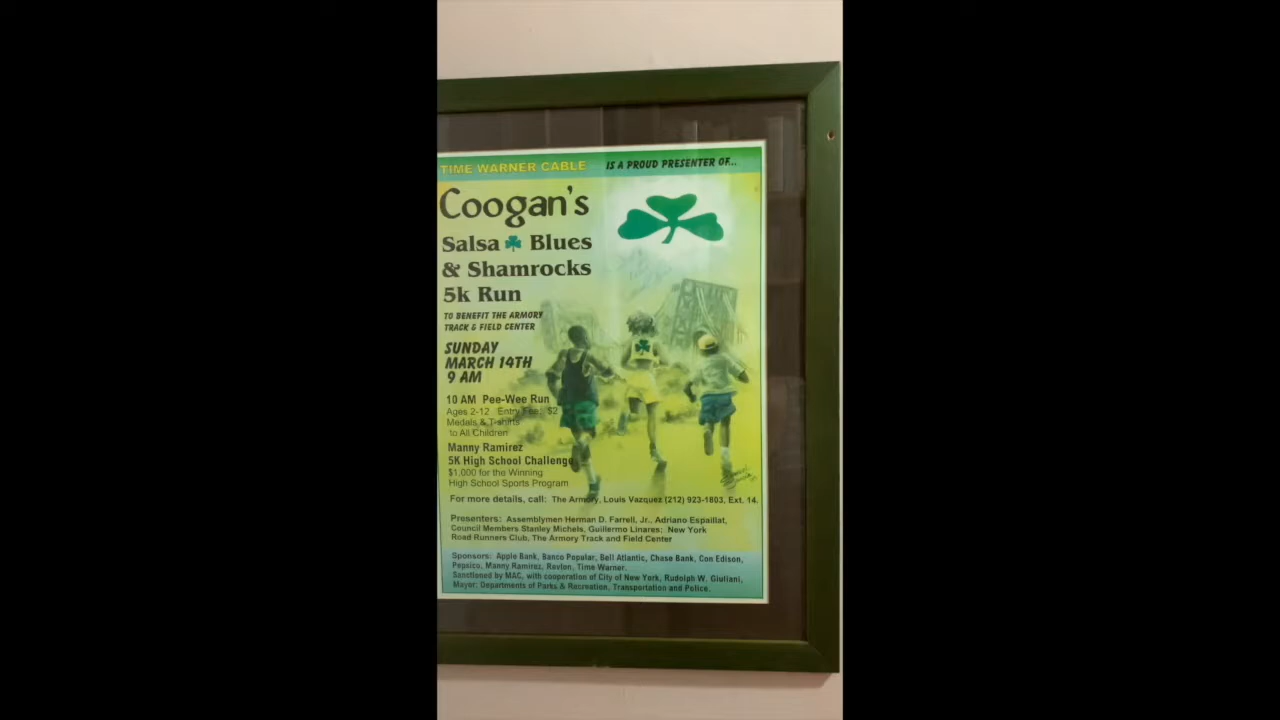 TIME WARNER CABLE IS A PROUD PRESENTER OF...
Coogan's
Salsa Blues
& Shamrocks
5k Run
TO BENEFIT THE ARMORY
TRACK & FIELD CENTER
SUNDAY
MARCH 14TH
9 AM
10 AM Pee-Wee Run
Ages 2-12 Entry Fee: $2
Medals & T-shirts
to All Children
Manny Ramirez
5K High School Challenge
$1,000 for the Winning
High School Sports Program
For more details, call: The Armory, Louis Vazquez (212) 923-1803, Ext. 14.
Presenters: Assemblymen Herman D. Farrell, Jr., Adriano Espaillat,
Council Members Stanley Michels, Guillermo Linares: New York
Road Runners Club, The Armory Track and Field Center
Sponsors: Apple Bank, Banco Popular, Bell Atlantic, Chase Bank, Con Edison,
Pepsico, Manny Ramirez, Revlon, Time Warner.
Sanctioned by MAC, with cooperation of City of New York, Rudolph W. Giuliani,
Mayor: Departments of Parks & Recreation, Transportation and Police.